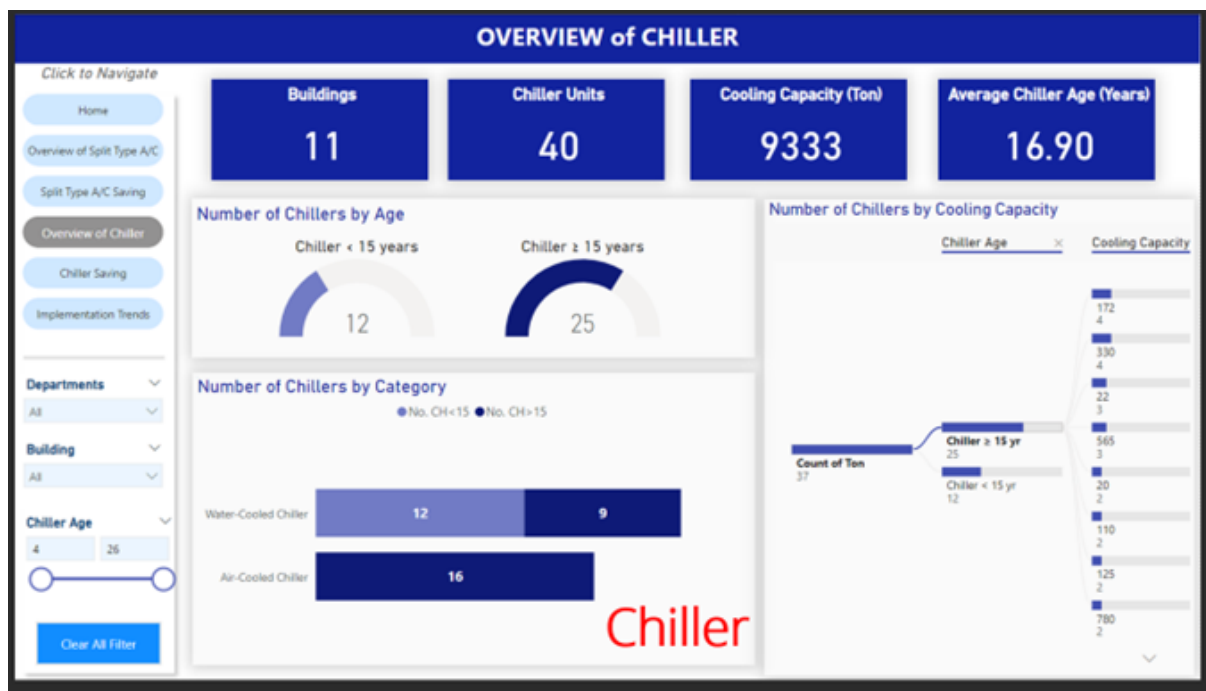 OVERVIEW of CHILLER
Click to Navigate
Home
Overview of Split Type A/C
Split Type A/C Saving
Overview of Chiller
Chiller Saving
Implementation Trends
Departments
All
Building
All
Chiller Age
4 26
Clear All Filter
Buildings
11
Chiller Units
40
Cooling Capacity (Ton)
9333
Average Chiller Age (Years)
16.90
Number of Chillers by Age
Chiller < 15 years
12
Chiller ≥ 15 years
25
Number of Chillers by Category
No. CH<15 No. CH>15
Water-Cooled Chiller 12 9
Air-Cooled Chiller 16
Chiller
Number of Chillers by Cooling Capacity
Chiller Age × Cooling Capacity
Count of Ton
37
Chiller ≥ 15 yr
25
Chiller < 15 yr
12
172
4
330
4
22
3
565
3
20
2
110
2
125
2
780
2